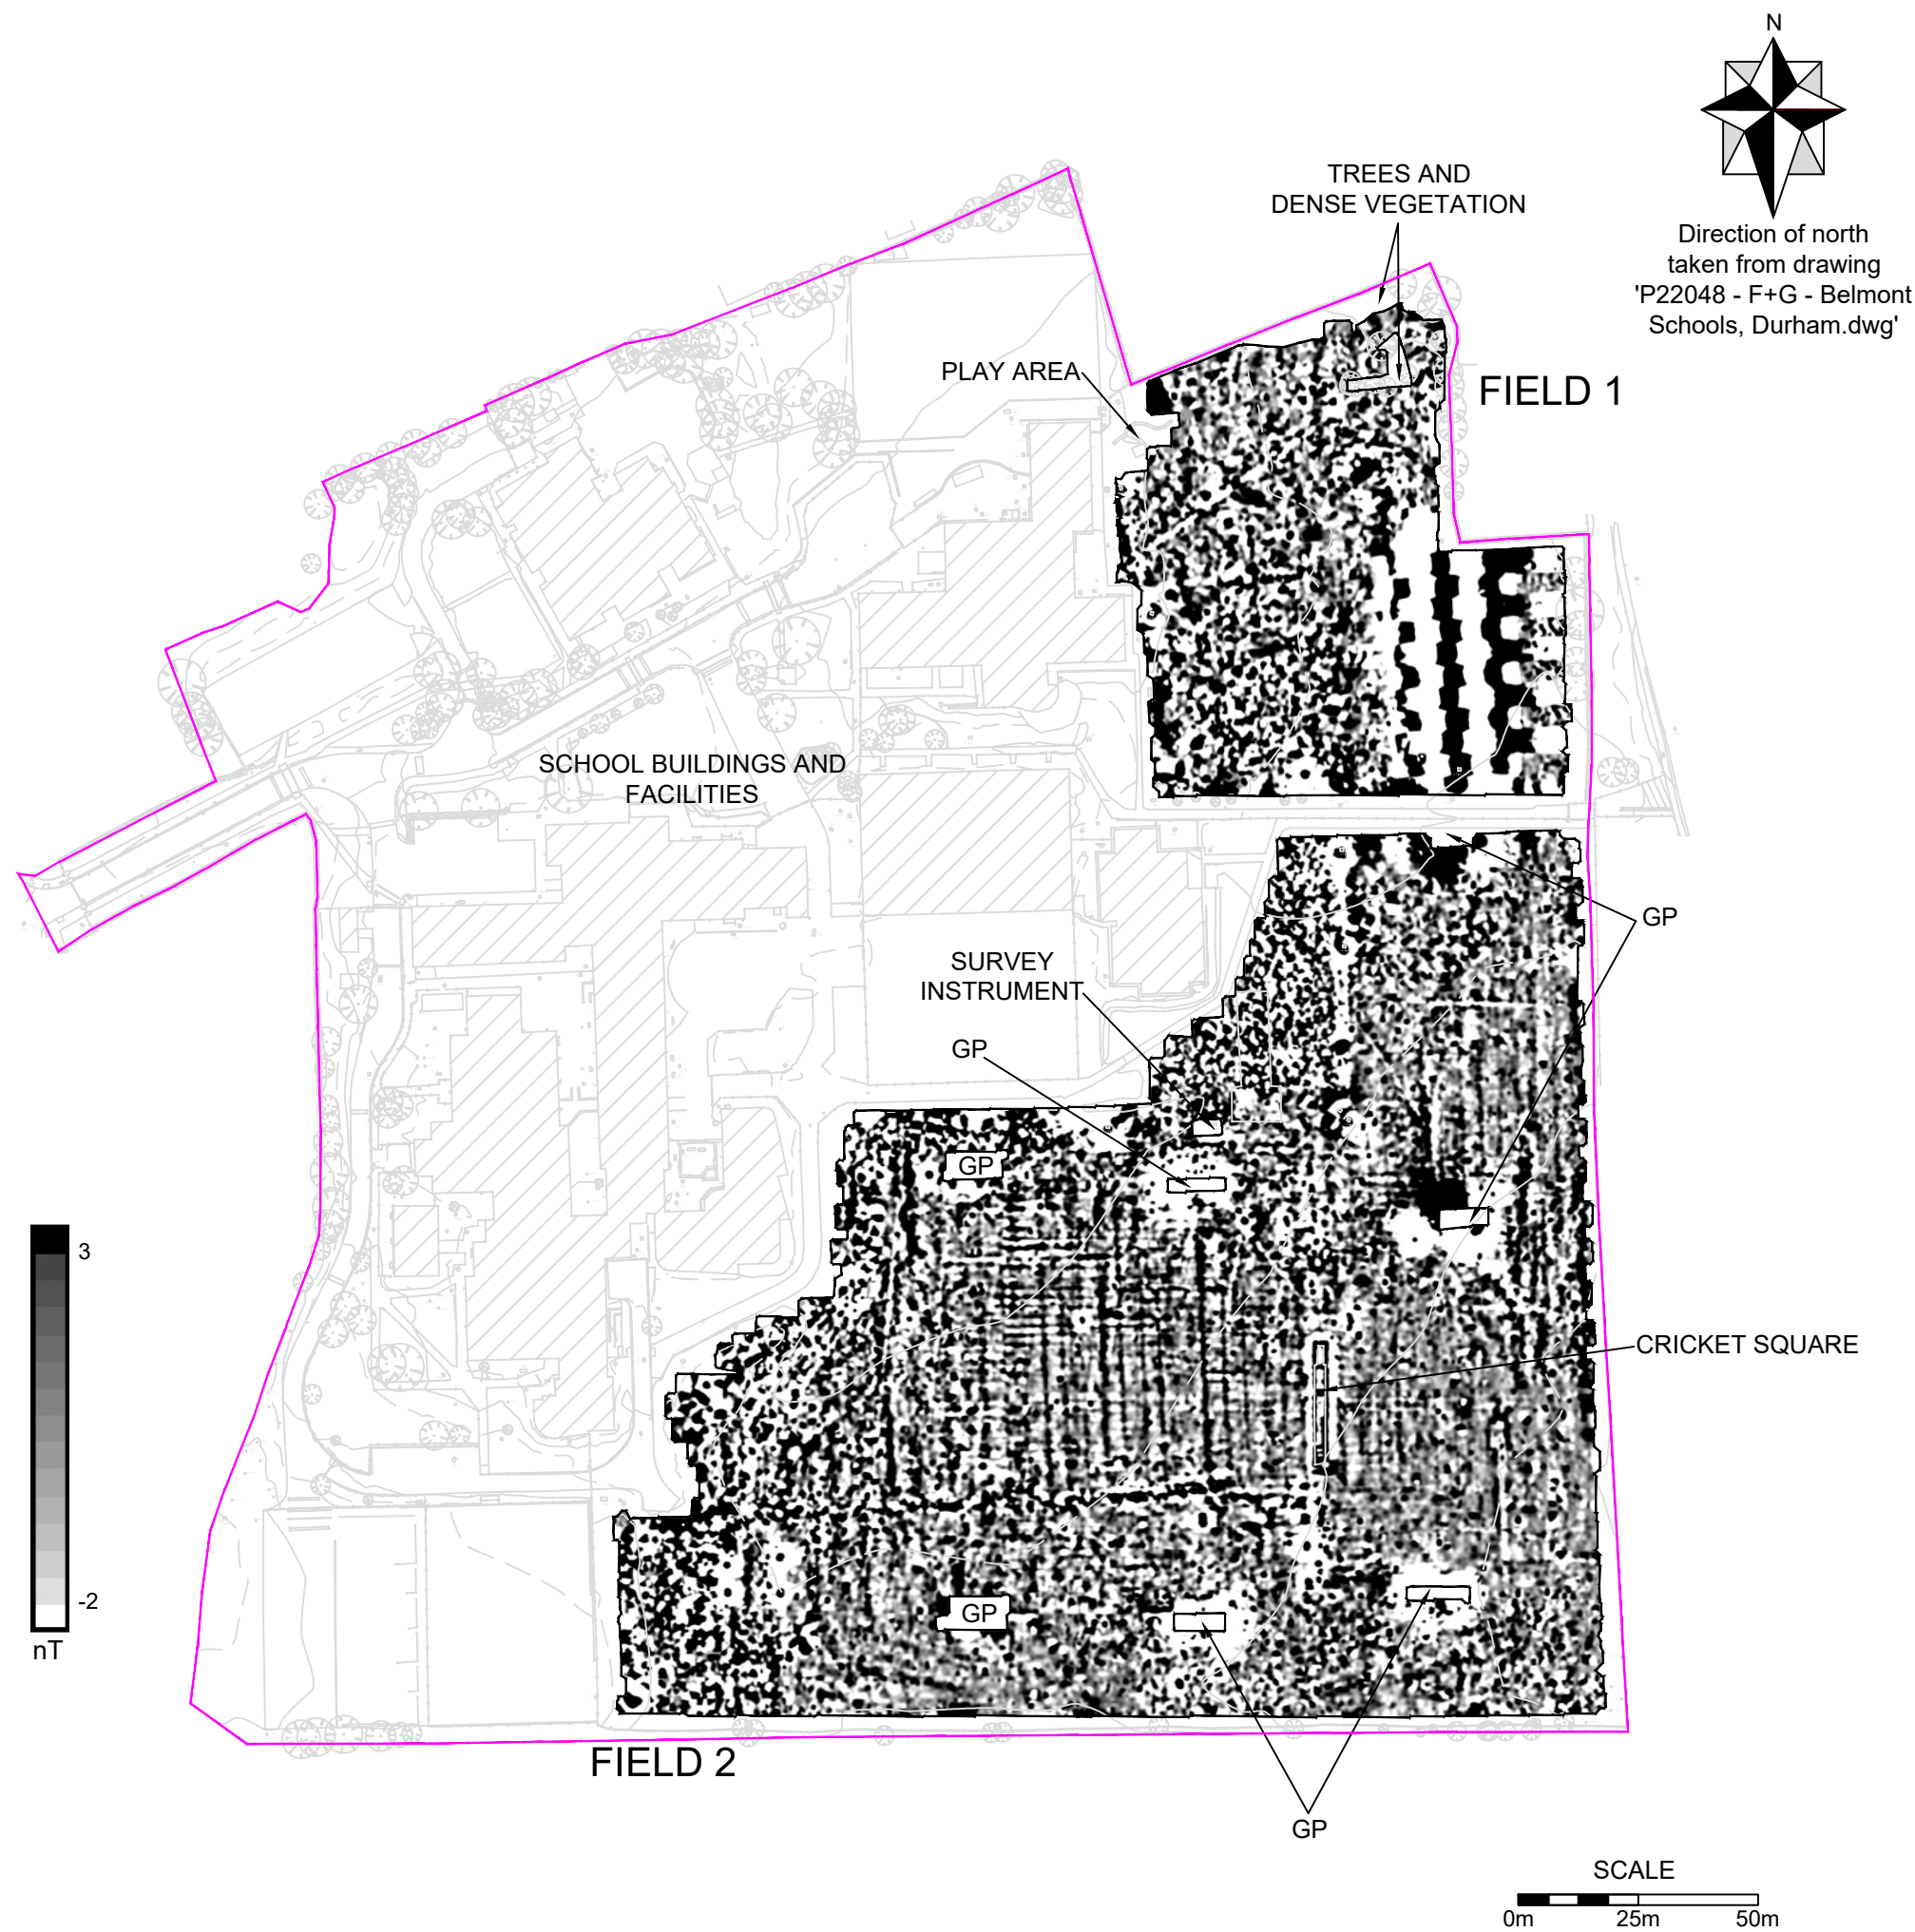 N
TREES AND
DENSE VEGETATION
Direction of north
taken from drawing
'P22048 - F+G - Belmont
Schools, Durham.dwg'
PLAY AREA
FIELD 1
SCHOOL BUILDINGS AND
FACILITIES
GP
SURVEY
INSTRUMENT
GP
GP
3
CRICKET SQUARE
-2
GP
nT
FIELD 2
GP
SCALE
0m 25m 50m